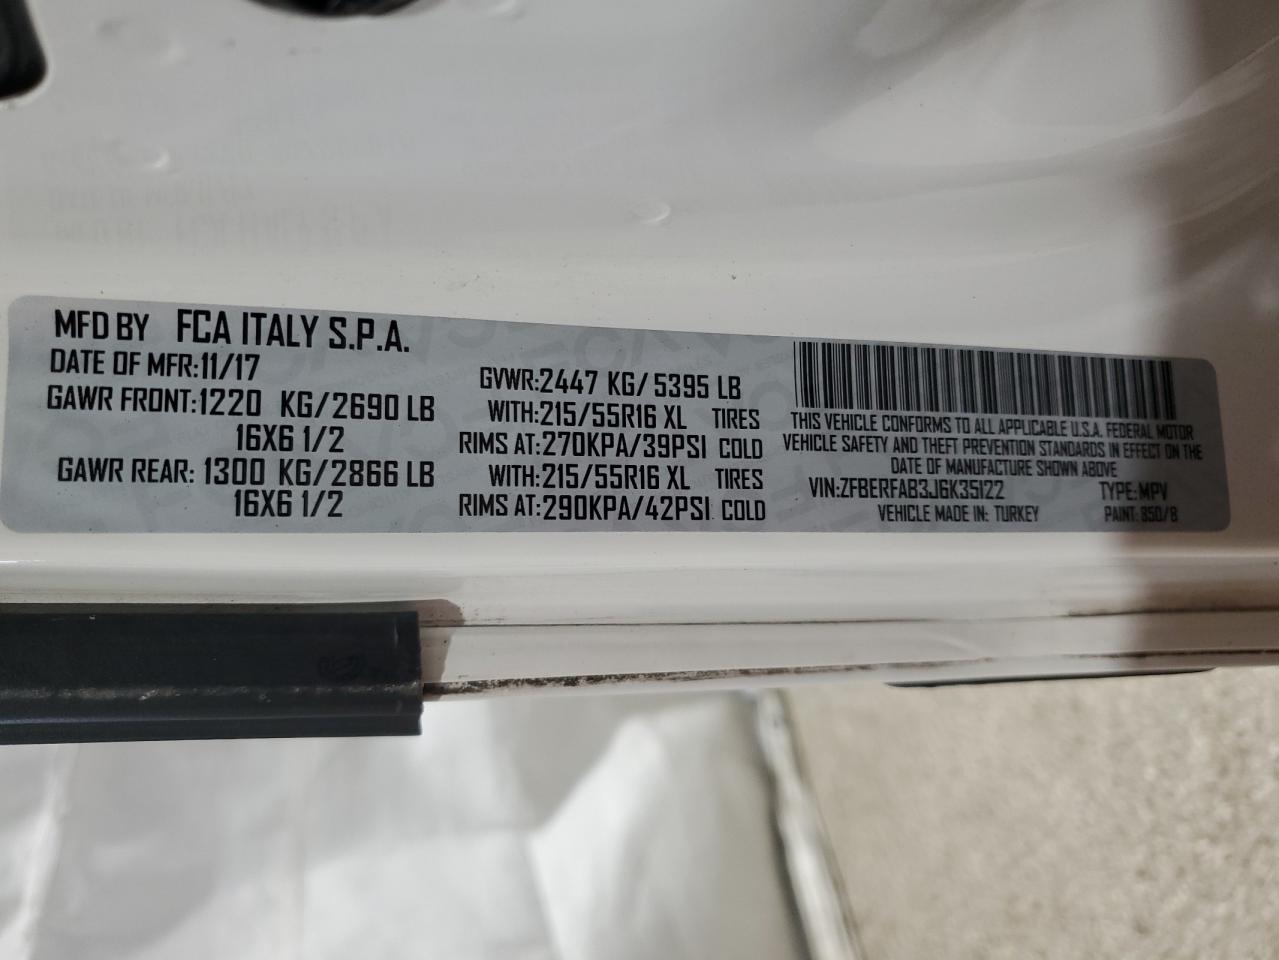 MFD BY FCA ITALY S.P.A.
DATE OF MFR:11/17
GAWR FRONT:1220 KG/2690 LB
16X6 1/2
GAWR REAR: 1300 KG/2866 LB
16X6 1/2
GVWR:2447 KG/5395 LB
WITH:215/55R16 XL TIRES
RIMS AT:270KPA/39PSI COLD
WITH:215/55R16 XL TIRES
RIMS AT:290KPA/42PSI COLD
THIS VEHICLE CONFORMS TO ALL APPLICABLE U.S.A. FEDERAL MOTOR
VEHICLE SAFETY AND THEFT PREVENTION STANDARDS IN EFFECT ON THE
DATE OF MANUFACTURE SHOWN ABOVE
VIN:ZFBERFAB3J6K35122 TYPE:MPV
VEHICLE MADE IN: TURKEY PAINT: 850/B